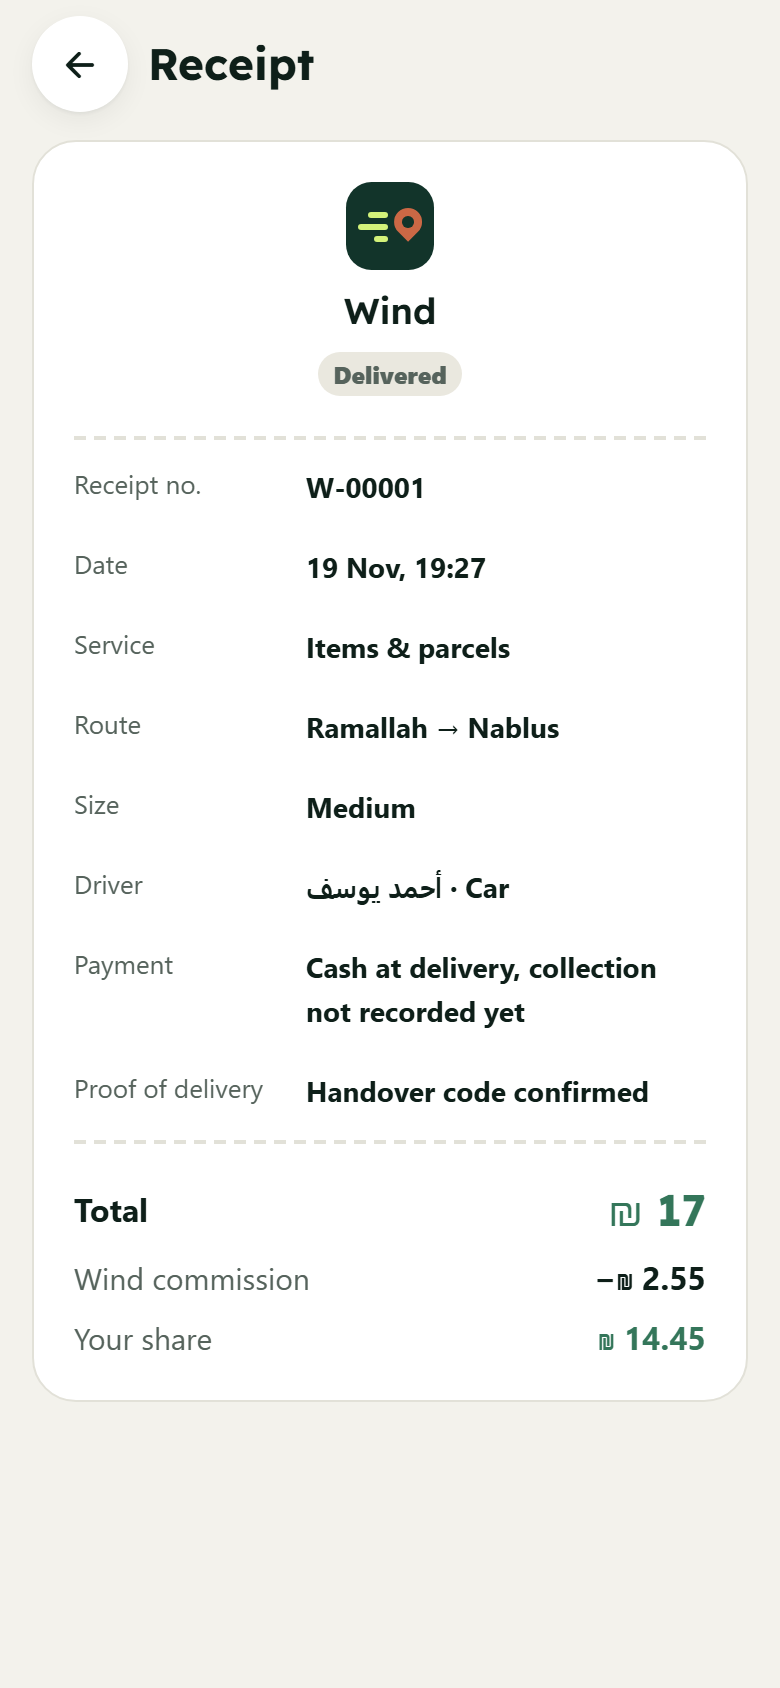 Receipt
Wind
Delivered
Receipt no. W-00001
Date 19 Nov, 19:27
Service Items & parcels
Route Ramallah → Nablus
Size Medium
Driver أحمد يوسف · Car
Payment Cash at delivery, collection
not recorded yet
Proof of delivery Handover code confirmed
Total ₪ 17
Wind commission −₪ 2.55
Your share ₪ 14.45